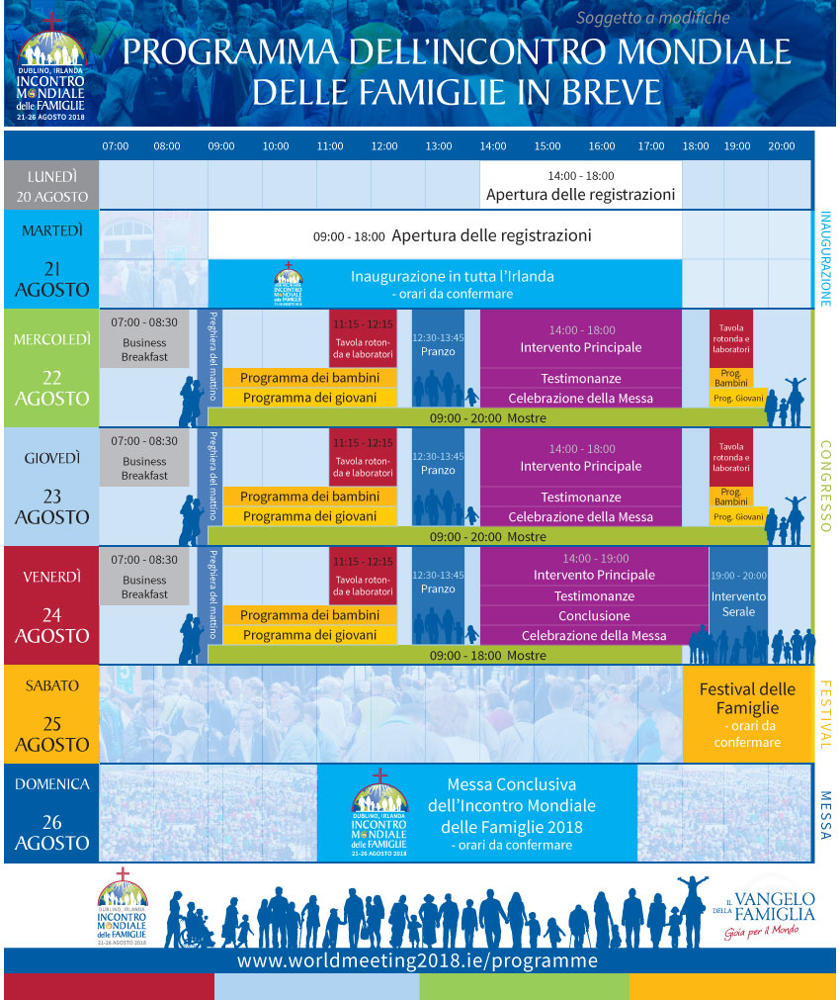 Soggetto a modifiche
PROGRAMMA DELL'INCONTRO MONDIALE
DELLE FAMIGLIE IN BREVE
DUBLINO, IRLANDA
INCONTRO
MONDIALE
delle FAMIGLIE
21-26 AGOSTO 2018
07:00 08:00 09:00 10:00 11:00 12:00 13:00 14:00 15:00 16:00 17:00 18:00 19:00 20:00
LUNEDÌ
20 AGOSTO
14:00 - 18:00
Apertura delle registrazioni
MARTEDÌ
21
AGOSTO
09:00 - 18:00 Apertura delle registrazioni
INCONTRO
MONDIALE
delle FAMIGLIE
Inaugurazione in tutta l'Irlanda
- orari da confermare
INAUGURAZIONE
MERCOLEDÌ
22
AGOSTO
07:00 - 08:30
Business
Breakfast
Preghiera del mattino
11:15 - 12:15
Tavola roton-
da e laboratori
Programma dei bambini
Programma dei giovani
12:30-13:45
Pranzo
14:00 - 18:00
Intervento Principale
Testimonanze
Celebrazione della Messa
Tavola
rotonda e
laboratori
Prog.
Bambini
Prog. Giovani
09:00 - 20:00 Mostre
GIOVEDÌ
23
AGOSTO
07:00 - 08:30
Business
Breakfast
Preghiera del mattino
11:15 - 12:15
Tavola roton-
da e laboratori
Programma dei bambini
Programma dei giovani
12:30-13:45
Pranzo
14:00 - 18:00
Intervento Principale
Testimonanze
Celebrazione della Messa
Tavola
rotonda e
laboratori
Prog.
Bambini
Prog. Giovani
09:00 - 20:00 Mostre
CONGRESSO
VENERDÌ
24
AGOSTO
07:00 - 08:30
Business
Breakfast
Preghiera del mattino
11:15 - 12:15
Tavola roton-
da e laboratori
Programma dei bambini
Programma dei giovani
12:30-13:45
Pranzo
14:00 - 19:00
Intervento Principale
Testimonanze
Conclusione
Celebrazione della Messa
19:00 - 20:00
Intervento
Serale
09:00 - 18:00 Mostre
SABATO
25
AGOSTO
Festival delle
Famiglie
- orari da
confermare
FESTIVAL
DOMENICA
26
AGOSTO
DUBLINO, IRLANDA
INCONTRO
MONDIALE
delle FAMIGLIE
21-26 AGOSTO 2018
Messa Conclusiva
dell'Incontro Mondiale
delle Famiglie 2018
- orari da confermare
MESSA
DUBLINO, IRLANDA
INCONTRO
MONDIALE
delle FAMIGLIE
21-26 AGOSTO 2018
IL VANGELO
DELLA FAMIGLIA
Gioia per il Mondo
www.worldmeeting2018.ie/programme